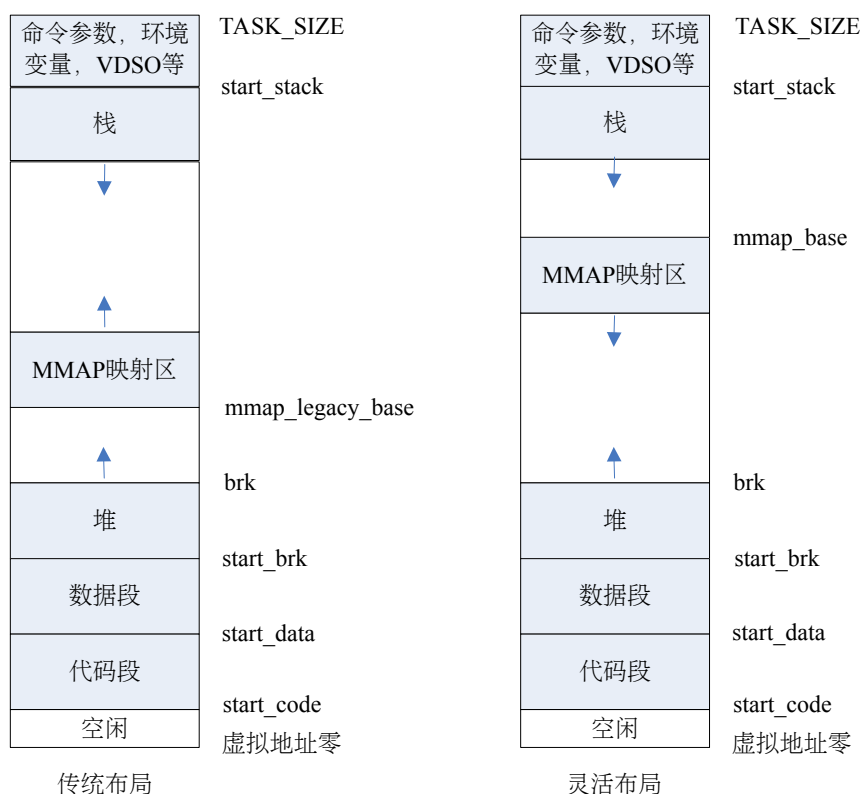 命令参数，环境
变量，VDSO等
TASK_SIZE
start_stack
栈
MMAP映射区
mmap_legacy_base
brk
堆
start_brk
数据段
start_data
代码段
start_code
空闲
虚拟地址零
传统布局
命令参数，环境
变量，VDSO等
TASK_SIZE
start_stack
栈
mmap_base
MMAP映射区
brk
堆
start_brk
数据段
start_data
代码段
start_code
空闲
虚拟地址零
灵活布局